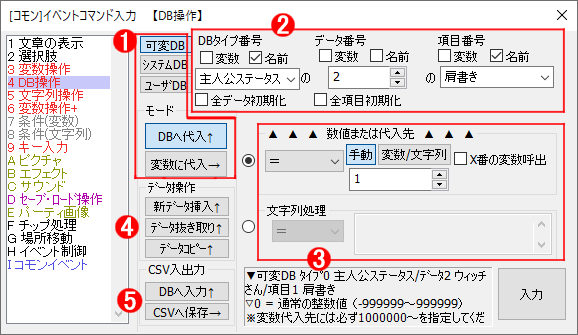 [コモン]イベントコマンド入力 【DB操作】
1 文章の表示
2 選択肢
3 変数操作
4 DB操作
5 文字列操作
6 変数操作+
7 条件(変数)
8 条件(文字列)
9 キー入力
A ピクチャ
B エフェクト
C サウンド
D セーブ・ロード操作
E パーティ画像
F チップ処理
G 場所移動
H イベント制御
I コモンイベント
1
可変DB
システムDB
ユーザDB
モード
DBへ代入↑
変数に代入→
2
DBタイプ番号 データ番号 項目番号
変数 名前 変数 名前 変数 名前
主人公ステータス の 2 の 肩書き
全データ初期化 全項目初期化
▲ ▲ ▲ 数値または代入先 ▲ ▲ ▲
= 手動 変数/文字列 X番の変数呼出
1
文字列処理
=
3
4
データ操作
新データ挿入↑
データ抜き取り↑
データコピー↑
5
CSV入出力
DBへ入力↑
CSVへ保存→
▼可変DB タイプ0 主人公ステータス/データ2 ウィッチ
さん/項目1 肩書き
▽0 = 通常の整数値 (-999999~999999)
※変数代入先には必ず1000000~を指定してくだ
入力